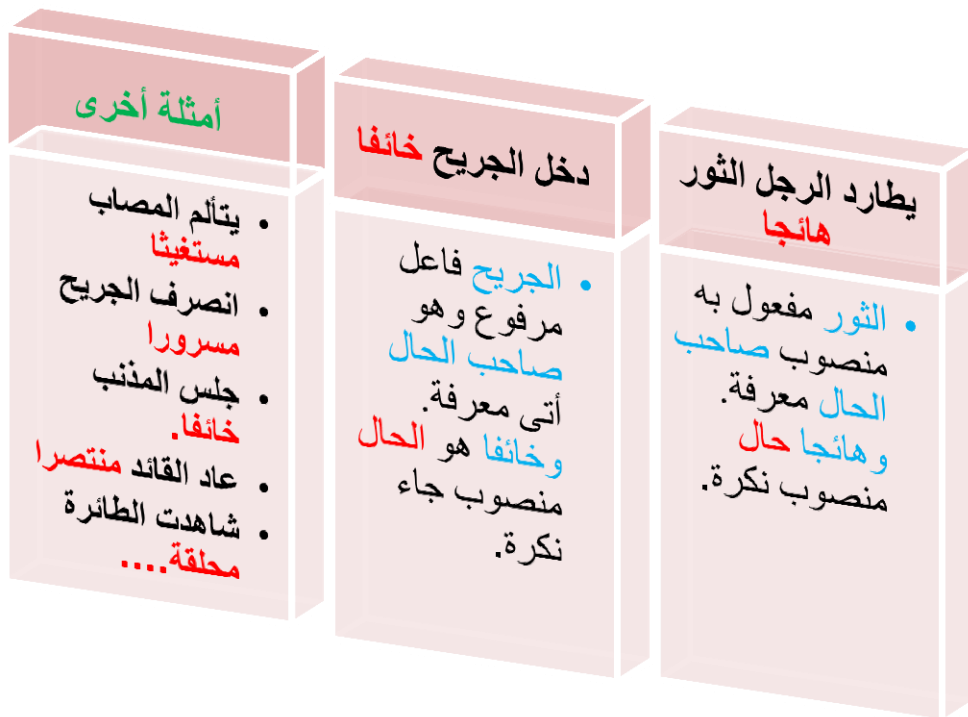 يطارد الرجل الثور
هائجا
• الثور مفعول به
منصوب صاحب
الحال معرفة.
وهائجا حال
منصوب نكرة.
دخل الجريح خائفا
• الجريح فاعل
مرفوع وهو
صاحب الحال
أتى معرفة.
وخائفا هو الحال
منصوب جاء
نكرة.
أمثلة أخرى
• يتألم المصاب
مستغيثا
• انصرف الجريح
مسرورا
• جلس المذنب
خائفا.
• عاد القائد منتصرا
• شاهدت الطائرة
محلقة....